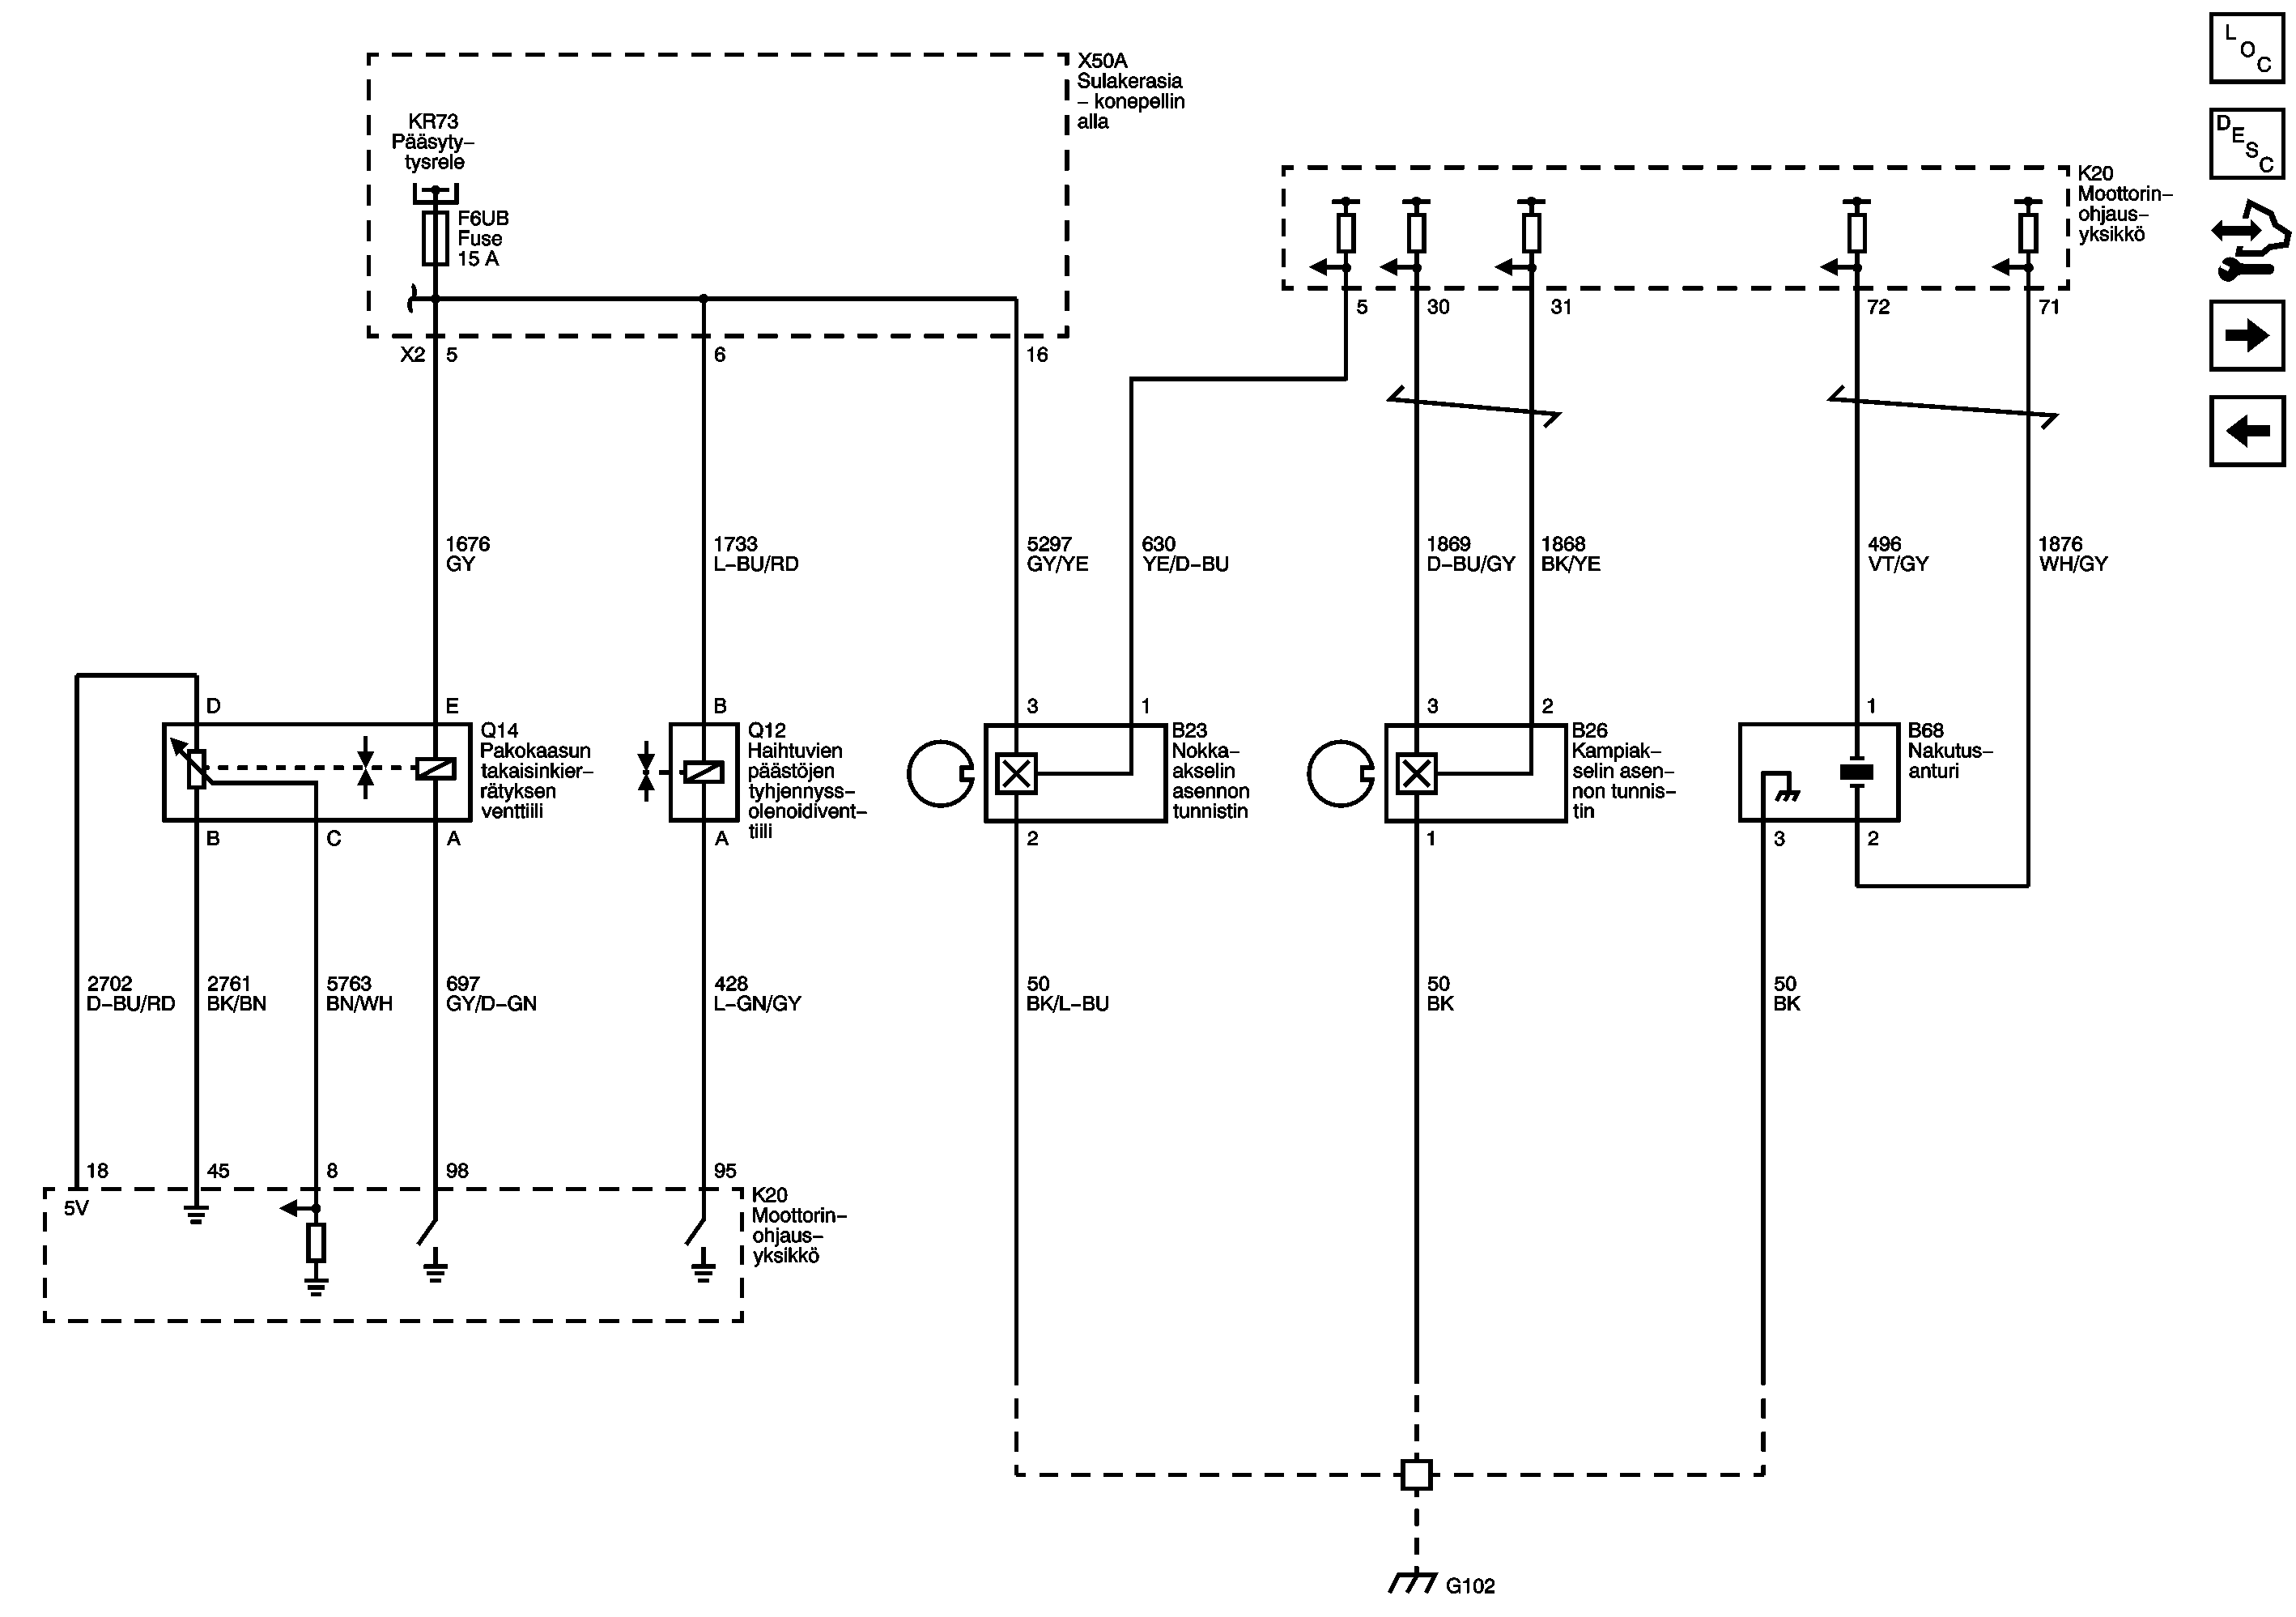 X50A
Sulakerasia
– konepellin
alla
KR73
Pääsyty–
tysrele
F6UB
Fuse
15 A
X2 5
6
16
K20
Moottorin–
ohjaus–
yksikkö
5
30
31
72
71
L
O
C
D
E
S
C
1676
GY
1733
L–BU/RD
5297
GY/YE
630
YE/D–BU
1869
D–BU/GY
1868
BK/YE
496
VT/GY
1876
WH/GY
D
E
B
3
1
3
2
1
Q14
Pakokaasun
takaisinkier–
rätyksen
venttiili
Q12
Haihtuvien
päästöjen
tyhjennyss–
olenoidivent–
tiili
B23
Nokka–
akselin
asennon
tunnistin
B26
Kampiak–
selin asen–
non tunnis–
tin
B68
Nakutus–
anturi
B
C
A
A
2
1
3
2
2702
D–BU/RD
2761
BK/BN
5763
BN/WH
697
GY/D–GN
428
L–GN/GY
50
BK/L–BU
50
BK
50
BK
18
45
8
98
95
5V
K20
Moottorin–
ohjaus–
yksikkö
G102